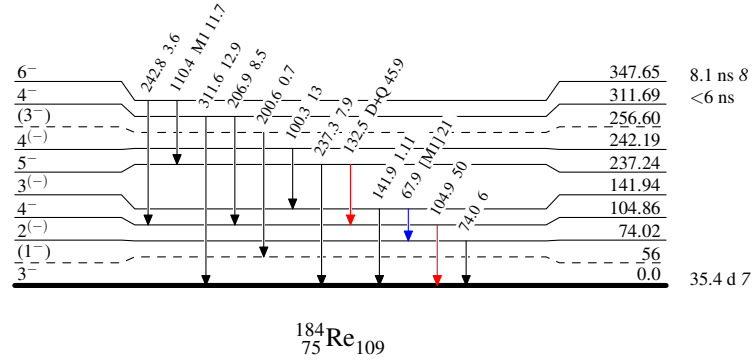 242.8 3.6
110.4 M1 11.7
311.6 12.9
206.9 8.5
200.6 0.7
100.3 13
237.3 7.9
132.5 D+Q 45.9
141.9 1.11
67.9 [M1] 21
104.9 50
74.0 6
6⁻ 347.65 8.1 ns 8
4⁻ 311.69 <6 ns
(3⁻) 256.60
4⁽⁻⁾ 242.19
5⁻ 237.24
3⁽⁻⁾ 141.94
4⁻ 104.86
2⁽⁻⁾ 74.02
(1⁻) 56
3⁻ 0.0 35.4 d 7
¹⁸⁴₇₅Re₁₀₉